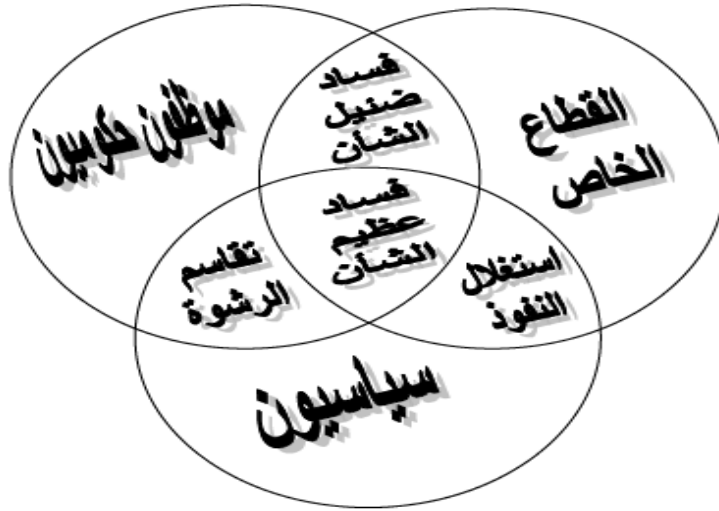 موظفون حكوميون
فساد
ضئيل
الشأن
القطاع
الخاص
فساد
عظيم
الشأن
تقاسم
الرشوة
استغلال
النفوذ
سياسيون